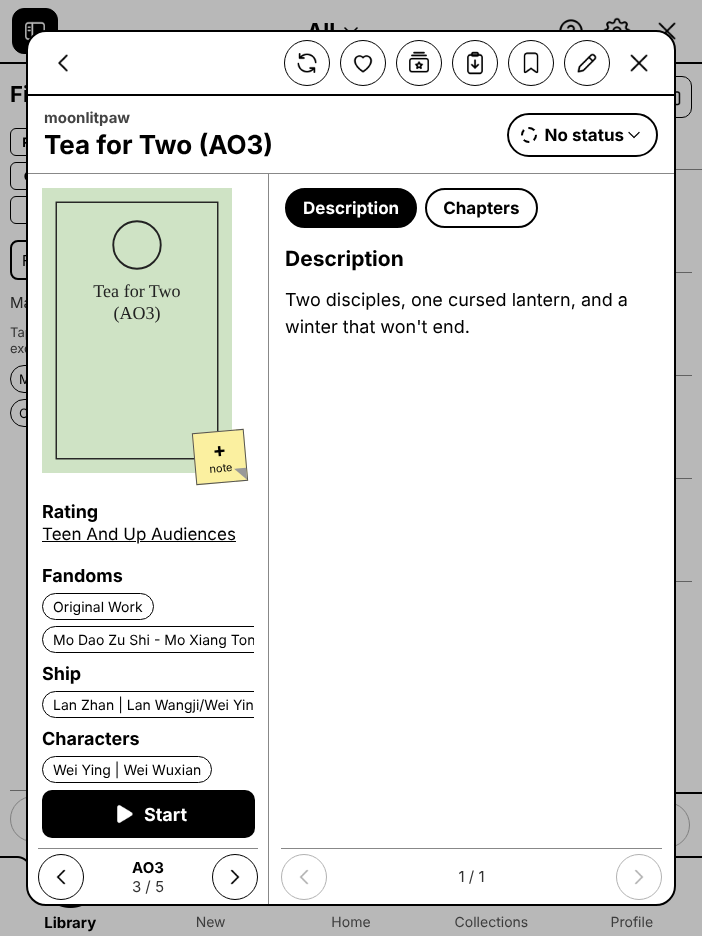 All
moonlitpaw
Tea for Two (AO3)
No status
Tea for Two
(AO3)
+
note
Rating
Teen And Up Audiences
Fandoms
Original Work
Mo Dao Zu Shi - Mo Xiang Ton
Ship
Lan Zhan | Lan Wangji/Wei Yin
Characters
Wei Ying | Wei Wuxian
Start
AO3
3 / 5
Description
Chapters
Description
Two disciples, one cursed lantern, and a
winter that won't end.
1 / 1
Library
New
Home
Collections
Profile